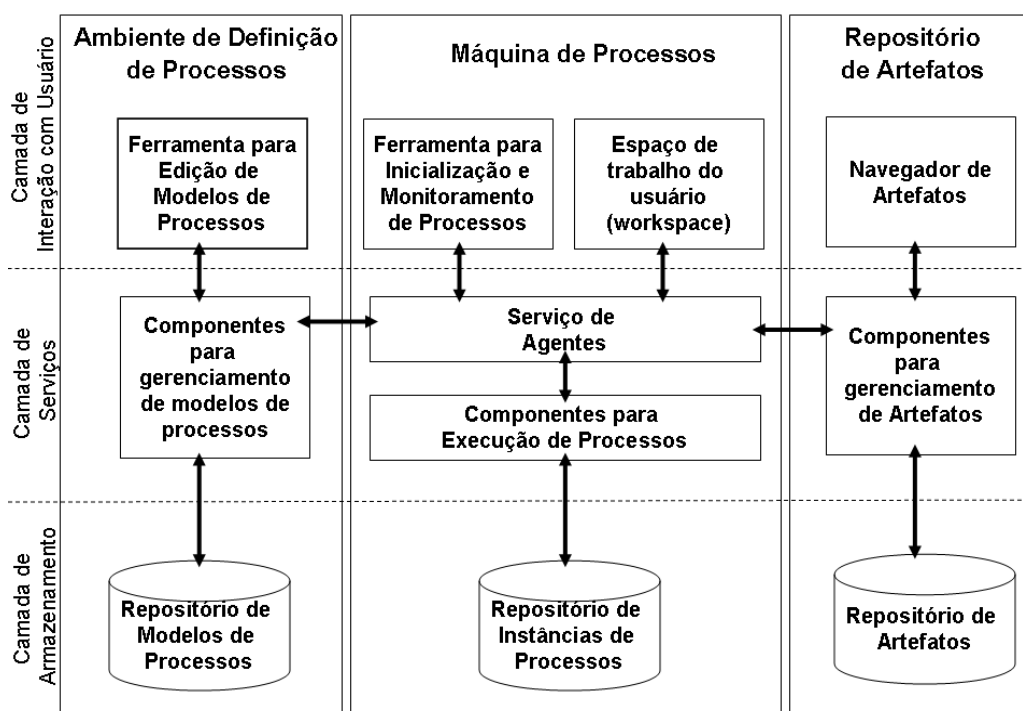 Ambiente de Definição
de Processos
Máquina de Processos
Repositório
de Artefatos
Camada de
Interação com Usuário
Ferramenta para
Edição de
Modelos de
Processos
Ferramenta para
Inicialização e
Monitoramento
de Processos
Espaço de
trabalho do
usuário
(workspace)
Navegador de
Artefatos
Camada de
Serviços
Componentes
para
gerenciamento
de modelos de
processos
Serviço de
Agentes
Componentes para
Execução de Processos
Componentes
para
gerenciamento
de Artefatos
Camada de
Armazenamento
Repositório de
Modelos de
Processos
Repositório de
Instâncias de
Processos
Repositório de
Artefatos